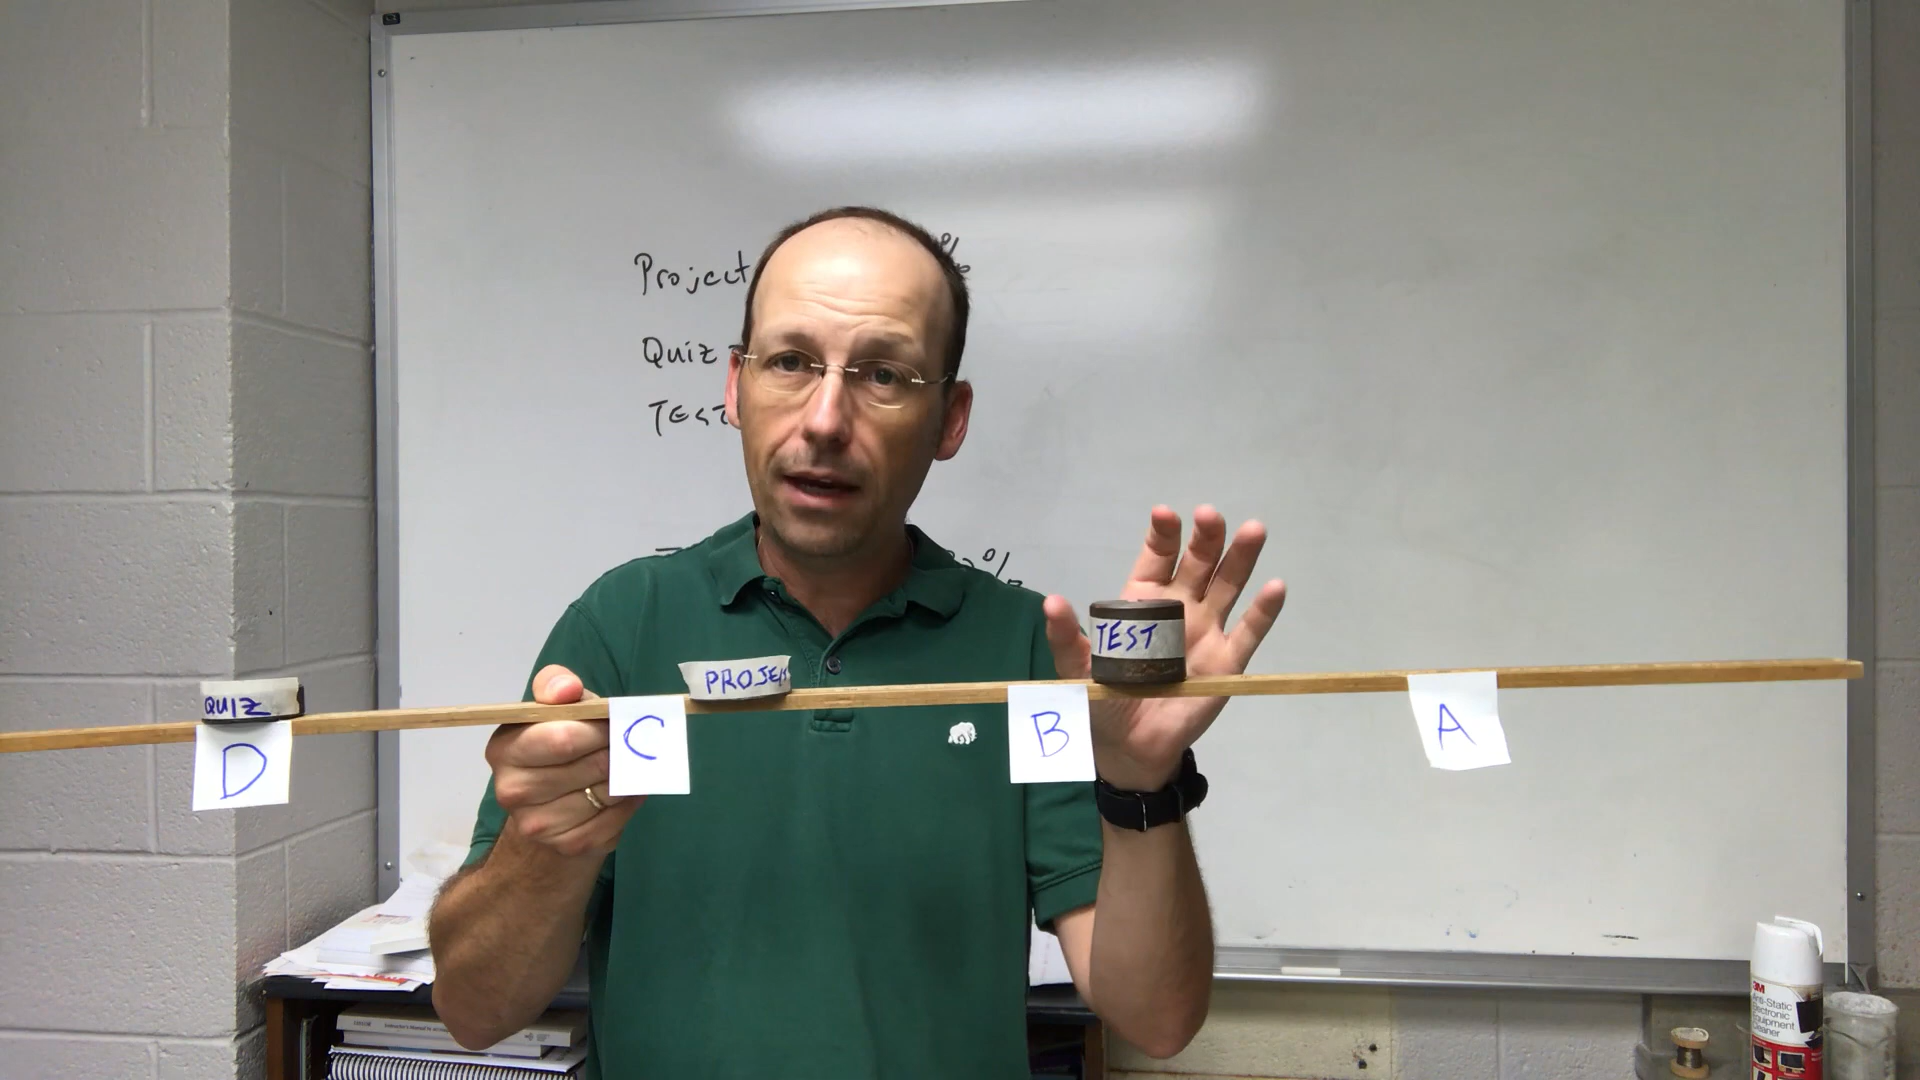 Project %
Quiz
TEST
%
QUIZ
PROJE
TEST
D
C
B
A
3M
Anti-Static
Electronic
Equipment
Cleaner